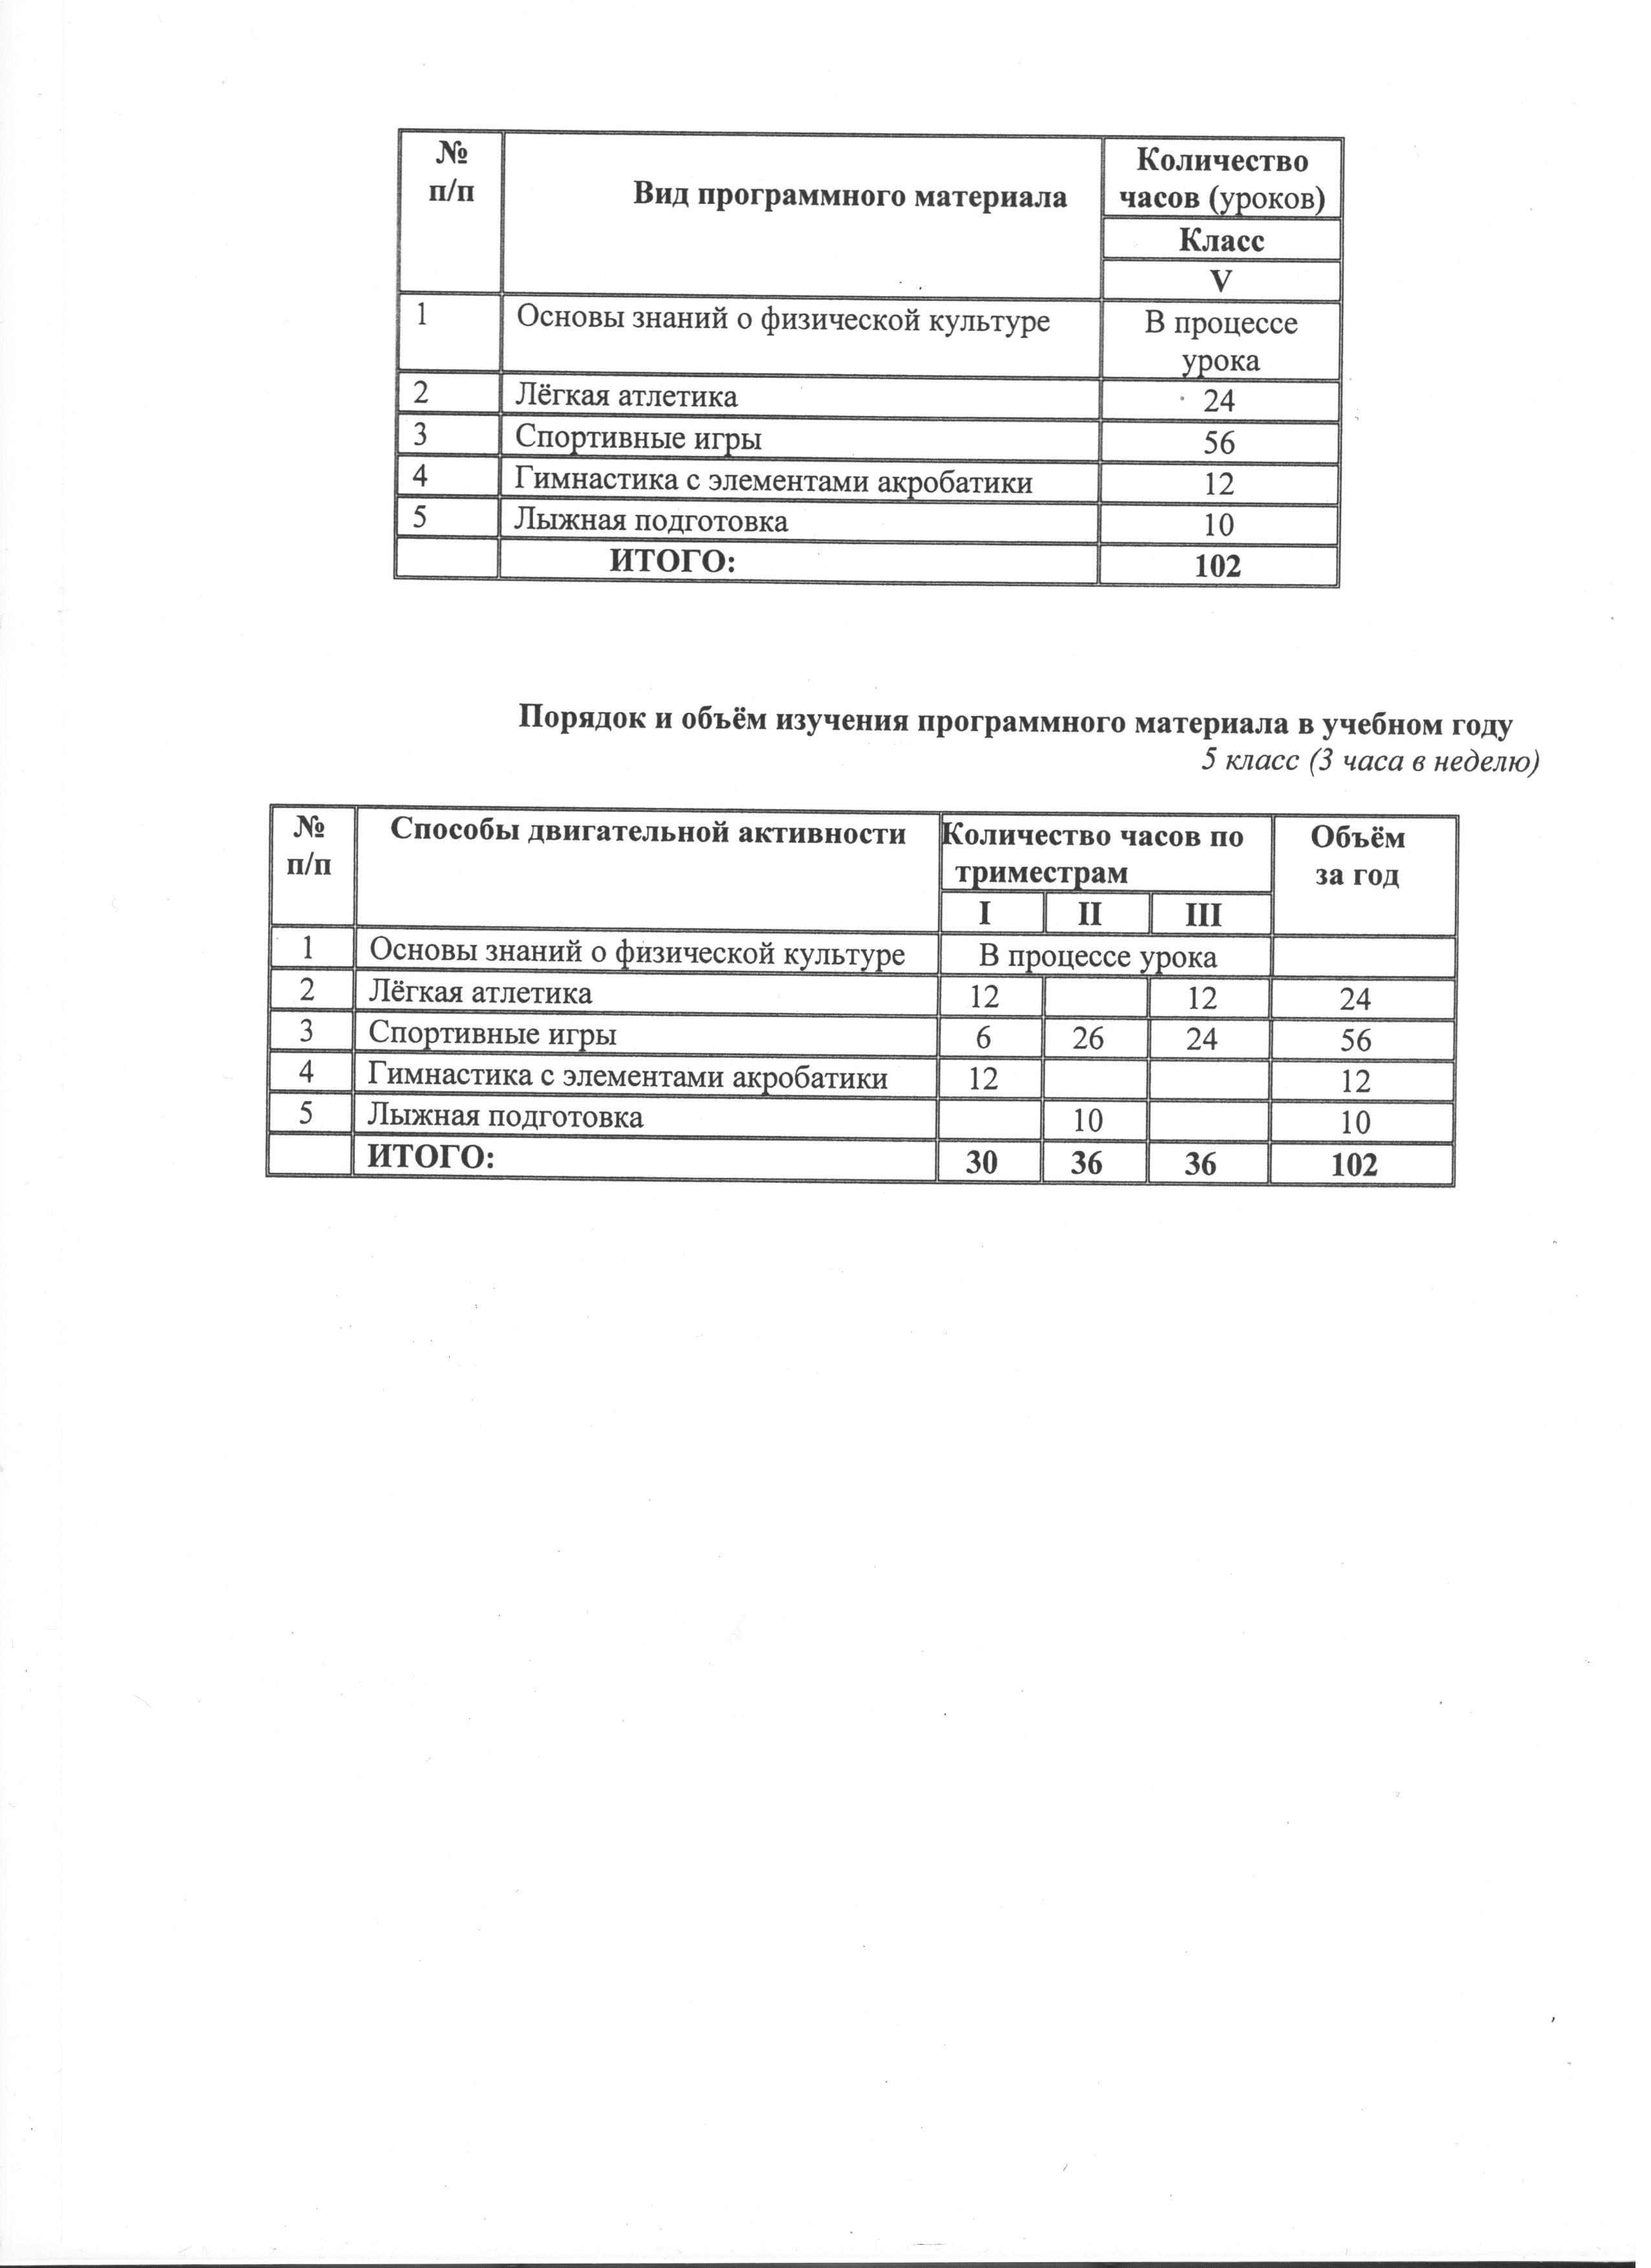 №
п/п
Вид программного материала
Количество
часов (уроков)
Класс
V
1 Основы знаний о физической культуре В процессе
урока
2 Лёгкая атлетика 24
3 Спортивные игры 56
4 Гимнастика с элементами акробатики 12
5 Лыжная подготовка 10
ИТОГО: 102
Порядок и объём изучения программного материала в учебном году
5 класс (3 часа в неделю)
№
п/п
Способы двигательной активности
Количество часов по
триместрам
Объём
за год
I II III
1 Основы знаний о физической культуре В процессе урока
2 Лёгкая атлетика 12 12 24
3 Спортивные игры 6 26 24 56
4 Гимнастика с элементами акробатики 12 12
5 Лыжная подготовка 10 10
ИТОГО: 30 36 36 102